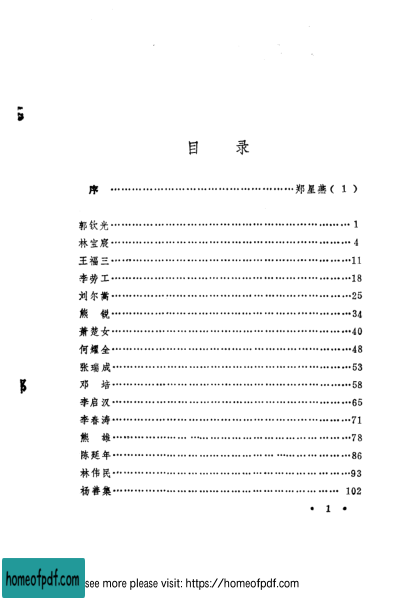 目 录
序 ……………………………………………郑星燕( 1 )
郭钦光………………………………………………………… 1
林宝宸………………………………………………………… 4
王福三…………………………………………………………11
李劳工…………………………………………………………18
刘尔崧…………………………………………………………25
熊 锐…………………………………………………………34
萧楚女…………………………………………………………40
何耀全…………………………………………………………48
张瑞成…………………………………………………………53
邓 培…………………………………………………………58
李启汉…………………………………………………………65
李春涛…………………………………………………………71
熊 雄…………………………………………………………78
陈延年…………………………………………………………86
林伟民…………………………………………………………93
杨善集……………………………………………………… 102
• 1 •
homeofpdf.com
see more please visit: https://homeofpdf.com